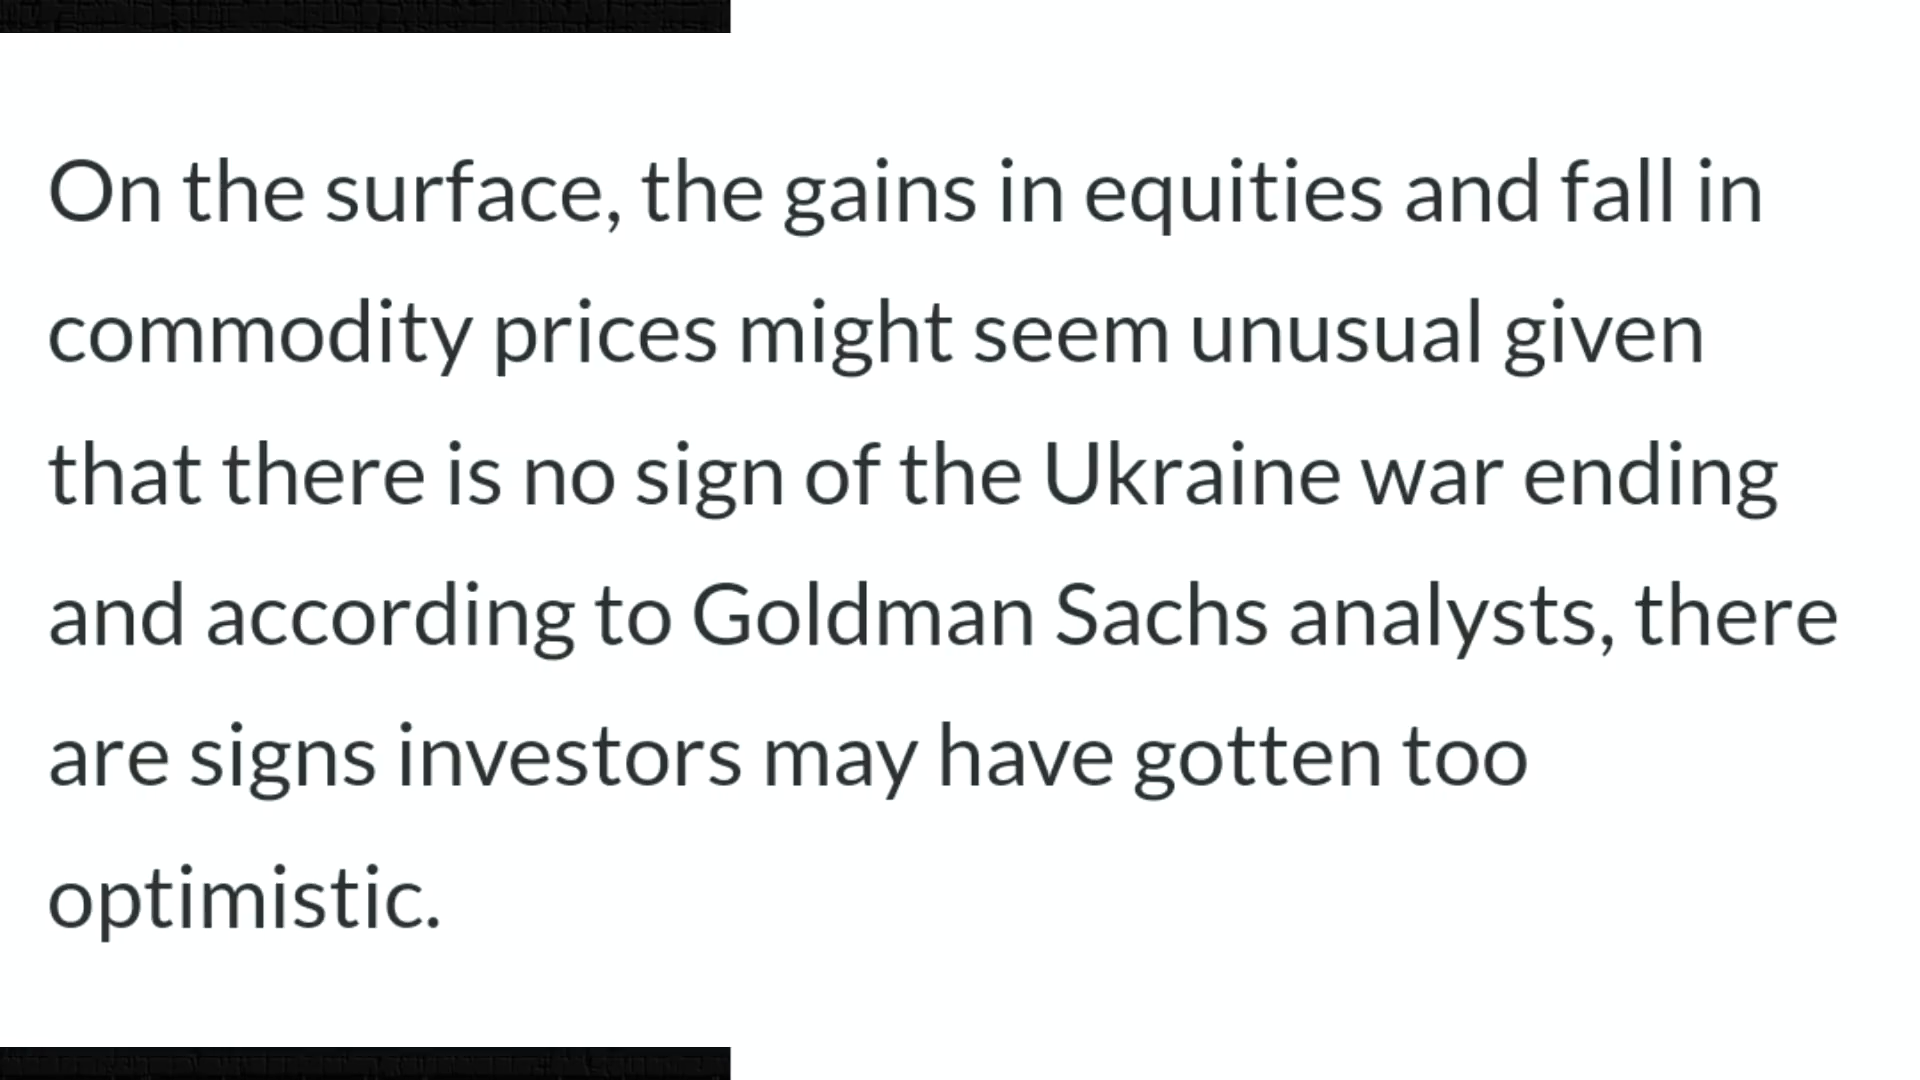 On the surface, the gains in equities and fall in
commodity prices might seem unusual given
that there is no sign of the Ukraine war ending
and according to Goldman Sachs analysts, there
are signs investors may have gotten too
optimistic.